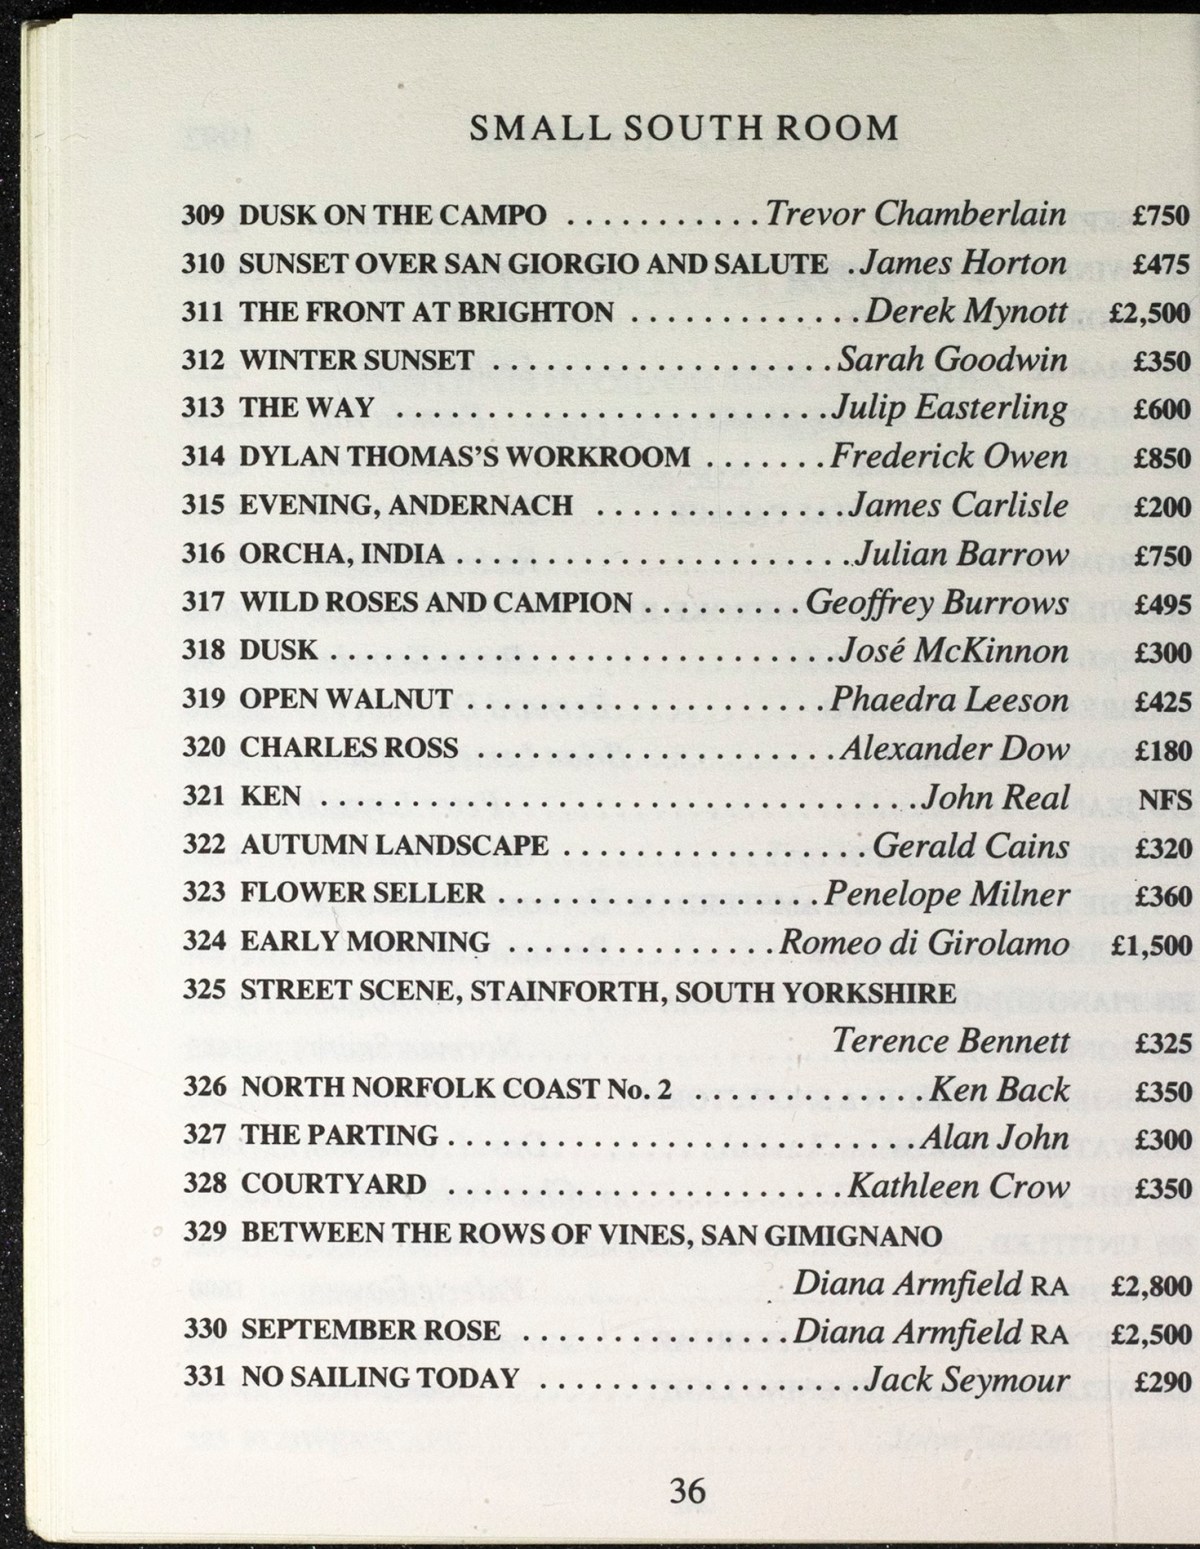 SMALL SOUTH ROOM
309 DUSK ON THE CAMPO . . . . . . . . . . . Trevor Chamberlain £750
310 SUNSET OVER SAN GIORGIO AND SALUTE . James Horton £475
311 THE FRONT AT BRIGHTON . . . . . . . . . . . . . Derek Mynott £2,500
312 WINTER SUNSET . . . . . . . . . . . . . . . . . . . Sarah Goodwin £350
313 THE WAY . . . . . . . . . . . . . . . . . . . . . . . . Julip Easterling £600
314 DYLAN THOMAS'S WORKROOM . . . . . . . Frederick Owen £850
315 EVENING, ANDERNACH . . . . . . . . . . . . . . James Carlisle £200
316 ORCHA, INDIA . . . . . . . . . . . . . . . . . . . . . . Julian Barrow £750
317 WILD ROSES AND CAMPION . . . . . . . . . Geoffrey Burrows £495
318 DUSK . . . . . . . . . . . . . . . . . . . . . . . . . . . . José McKinnon £300
319 OPEN WALNUT . . . . . . . . . . . . . . . . . . . . Phaedra Leeson £425
320 CHARLES ROSS . . . . . . . . . . . . . . . . . . . . Alexander Dow £180
321 KEN . . . . . . . . . . . . . . . . . . . . . . . . . . . . . . . . . John Real NFS
322 AUTUMN LANDSCAPE . . . . . . . . . . . . . . . . . Gerald Cains £320
323 FLOWER SELLER . . . . . . . . . . . . . . . . . . Penelope Milner £360
324 EARLY MORNING . . . . . . . . . . . . . . . Romeo di Girolamo £1,500
325 STREET SCENE, STAINFORTH, SOUTH YORKSHIRE
Terence Bennett £325
326 NORTH NORFOLK COAST No. 2 . . . . . . . . . . . . . Ken Back £350
327 THE PARTING . . . . . . . . . . . . . . . . . . . . . . . . . . Alan John £300
328 COURTYARD . . . . . . . . . . . . . . . . . . . . . . Kathleen Crow £350
329 BETWEEN THE ROWS OF VINES, SAN GIMIGNANO
Diana Armfield RA £2,800
330 SEPTEMBER ROSE . . . . . . . . . . . . . . . Diana Armfield RA £2,500
331 NO SAILING TODAY . . . . . . . . . . . . . . . . . . Jack Seymour £290
36